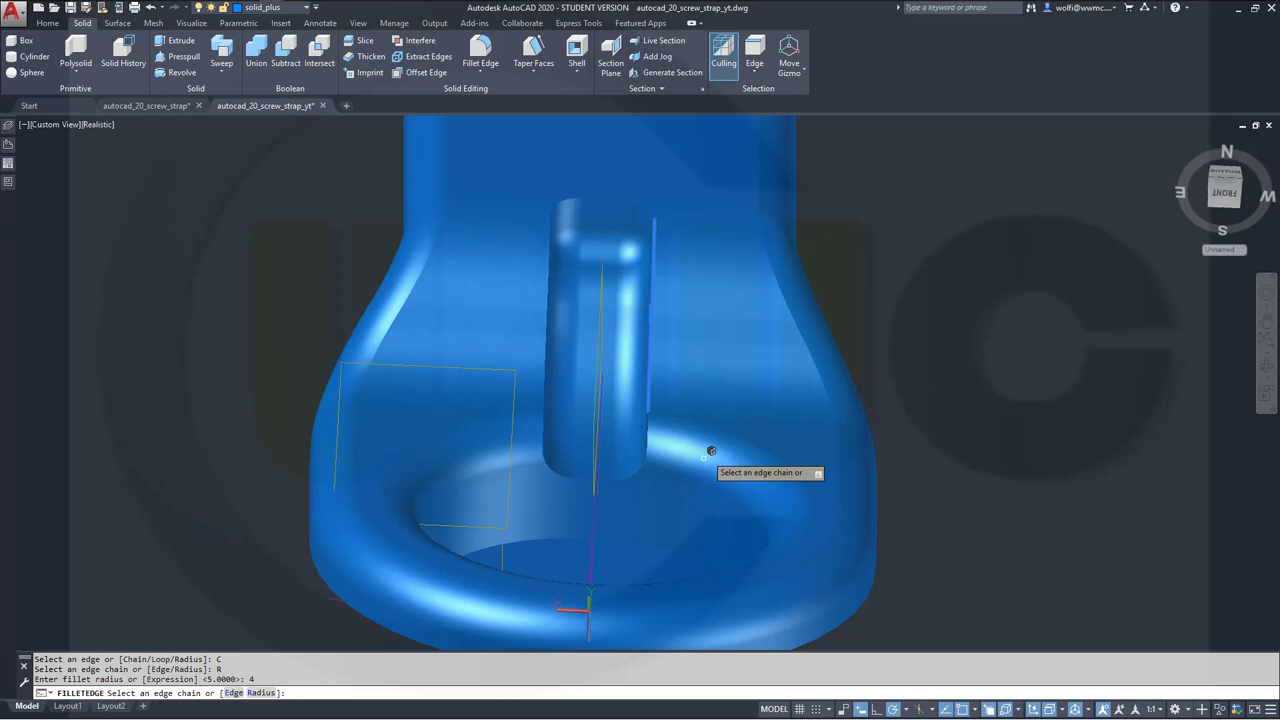 Autodesk AutoCAD 2020 - STUDENT VERSION autocad_20_screw_strap_yt.dwg
solid_plus
Type a keyword or phrase
wolfi@wwmc...
Home Solid Surface Mesh Visualize Parametric Insert Annotate View Manage Output Add-ins Collaborate Express Tools Featured Apps
Box
Cylinder
Sphere
Polysolid
Solid History
Primitive
Extrude
Presspull
Revolve
Sweep
Solid
Union
Subtract
Intersect
Boolean
Slice
Thicken
Imprint
Interfere
Extract Edges
Offset Edge
Fillet Edge
Taper Faces
Shell
Solid Editing
Section Plane
Live Section
Add Jog
Generate Section
Section
Culling
Edge
Move Gizmo
Selection
Start
autocad_20_screw_strap*
autocad_20_screw_strap_yt*
[−][Custom View][Realistic]
N
BOTTOM
E
FRONT
W
S
Unnamed
Select an edge chain or
Select an edge or [Chain/Loop/Radius]: C
Select an edge chain or [Edge/Radius]: R
Enter fillet radius or [Expression] <5.0000>: 4
FILLETEDGE Select an edge chain or [Edge Radius]:
Model Layout1 Layout2
MODEL
1:1